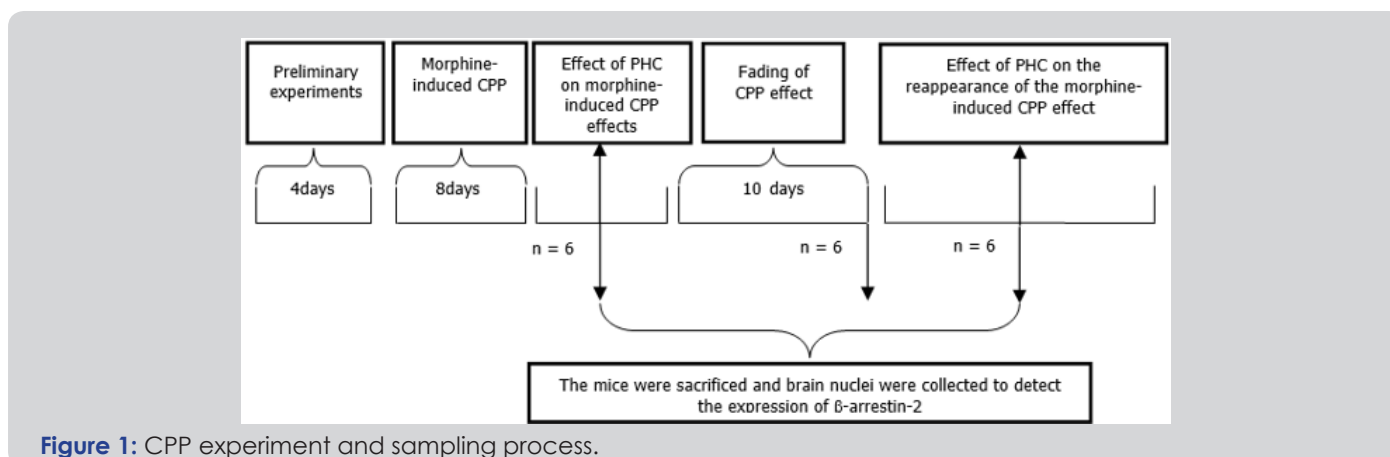 Preliminary
experiments
Morphine-
induced CPP
Effect of PHC
on morphine-
induced CPP
effects
Fading of
CPP effect
Effect of PHC on the
reappearance of the morphine-
induced CPP effect
4days
8days
10 days
n = 6
n = 6
n = 6
The mice were sacrificed and brain nuclei were collected to detect
the expression of ß-arrestin-2
Figure 1: CPP experiment and sampling process.